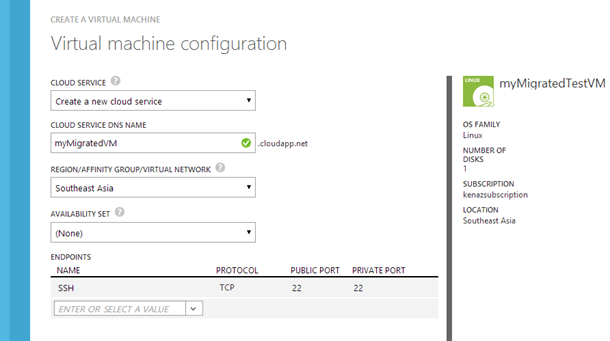 CREATE A VIRTUAL MACHINE
Virtual machine configuration
CLOUD SERVICE ?
Create a new cloud service
CLOUD SERVICE DNS NAME
myMigratedVM .cloudapp.net
REGION/AFFINITY GROUP/VIRTUAL NETWORK ?
Southeast Asia
AVAILABILITY SET ?
(None)
ENDPOINTS
NAME PROTOCOL PUBLIC PORT PRIVATE PORT
SSH TCP 22 22
ENTER OR SELECT A VALUE
LINUX
myMigratedTestVM
OS FAMILY
Linux
NUMBER OF
DISKS
1
SUBSCRIPTION
kenazsubscription
LOCATION
Southeast Asia